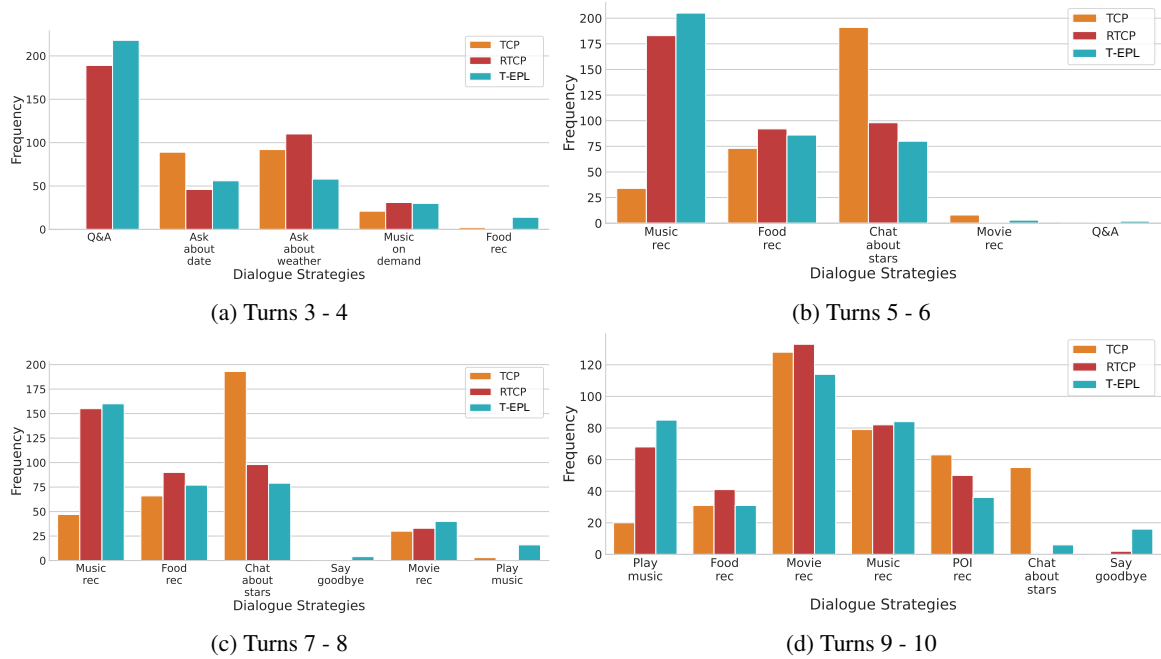 200
150
100
50
0
Frequency
TCP
RTCP
T-EPL
Q&A
Ask
about
date
Ask
about
weather
Music
on
demand
Food
rec
Dialogue Strategies
(a) Turns 3 - 4
200
175
150
125
100
75
50
25
0
Frequency
TCP
RTCP
T-EPL
Music
rec
Food
rec
Chat
about
stars
Movie
rec
Q&A
Dialogue Strategies
(b) Turns 5 - 6
200
175
150
125
100
75
50
25
0
Frequency
TCP
RTCP
T-EPL
Music
rec
Food
rec
Chat
about
stars
Say
goodbye
Movie
rec
Play
music
Dialogue Strategies
(c) Turns 7 - 8
120
100
80
60
40
20
0
Frequency
TCP
RTCP
T-EPL
Play
music
Food
rec
Movie
rec
Music
rec
POI
rec
Chat
about
stars
Say
goodbye
Dialogue Strategies
(d) Turns 9 - 10